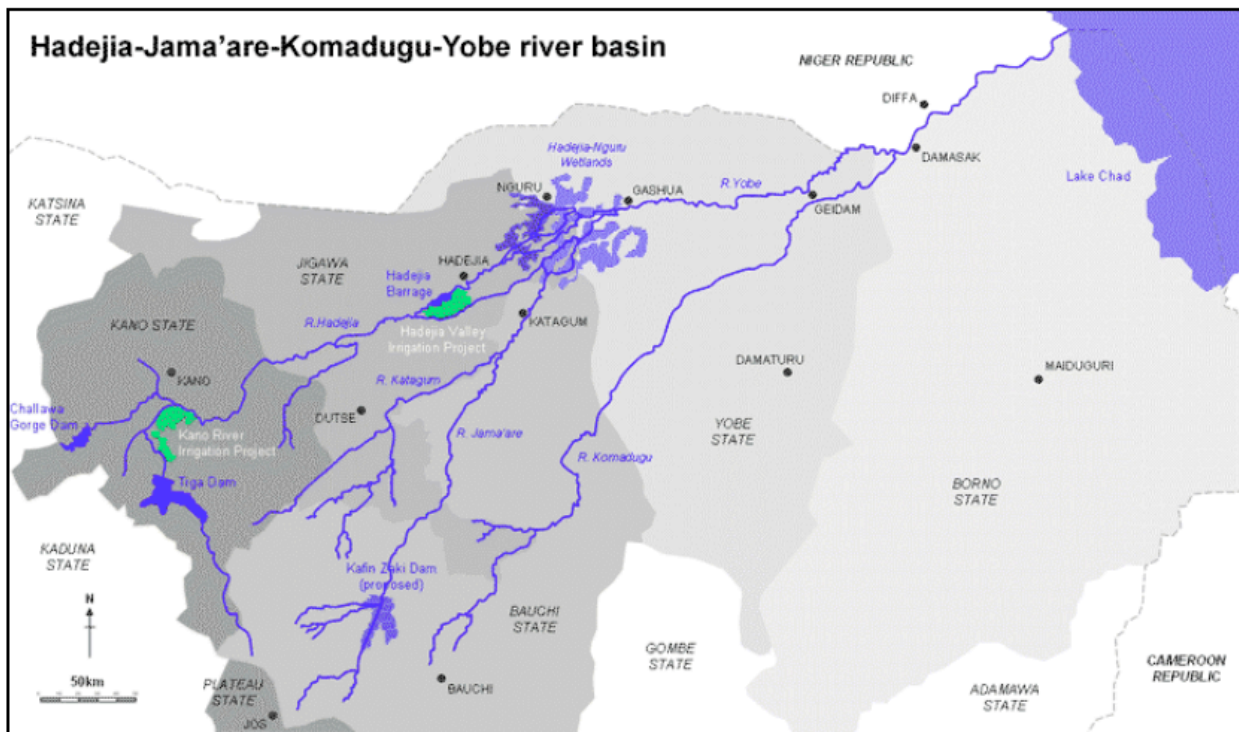 Hadejia-Jama'are-Komadugu-Yobe river basin
NIGER REPUBLIC
DIFFA
DAMASAK
Lake Chad
Hadejia-Nguru
Wetlands
NGURU
GASHUA
R.Yobe
GEIDAM
KATSINA
STATE
JIGAWA
STATE
HADEJIA
Hadejia
Barrage
R.Hadejia
Hadejia Valley
Irrigation Project
KATAGUM
KANO STATE
KANO
R. Katagum
DAMATURU
MAIDUGURI
Challawa
Gorge Dam
Kano River
Irrigation Project
DUTSE
R. Jama'are
YOBE
STATE
R. Komadugu
Tiga Dam
BORNO
STATE
KADUNA
STATE
Kafin Zaki Dam
(proposed)
N
BAUCHI
STATE
GOMBE
STATE
CAMEROON
REPUBLIC
50km
PLATEAU
STATE
BAUCHI
ADAMAWA
STATE
JOS